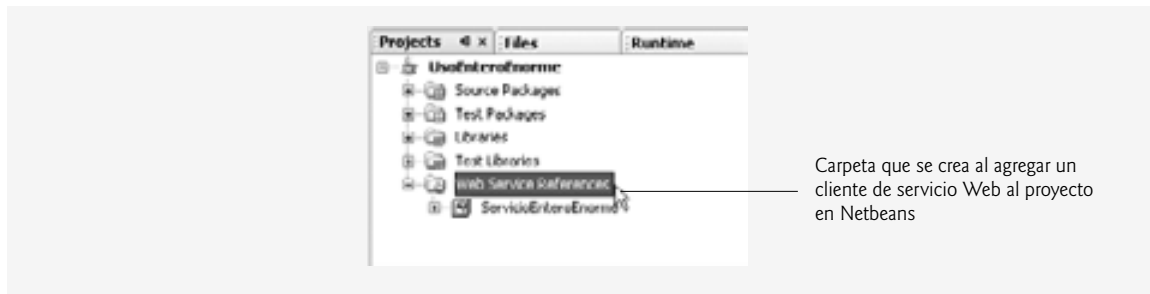 Projects
Files
Runtime
UsoEnteroEnorme
Source Packages
Test Packages
Libraries
Test Libraries
Web Service References
ServicioEnteroEnorme
Carpeta que se crea al agregar un
cliente de servicio Web al proyecto
en Netbeans